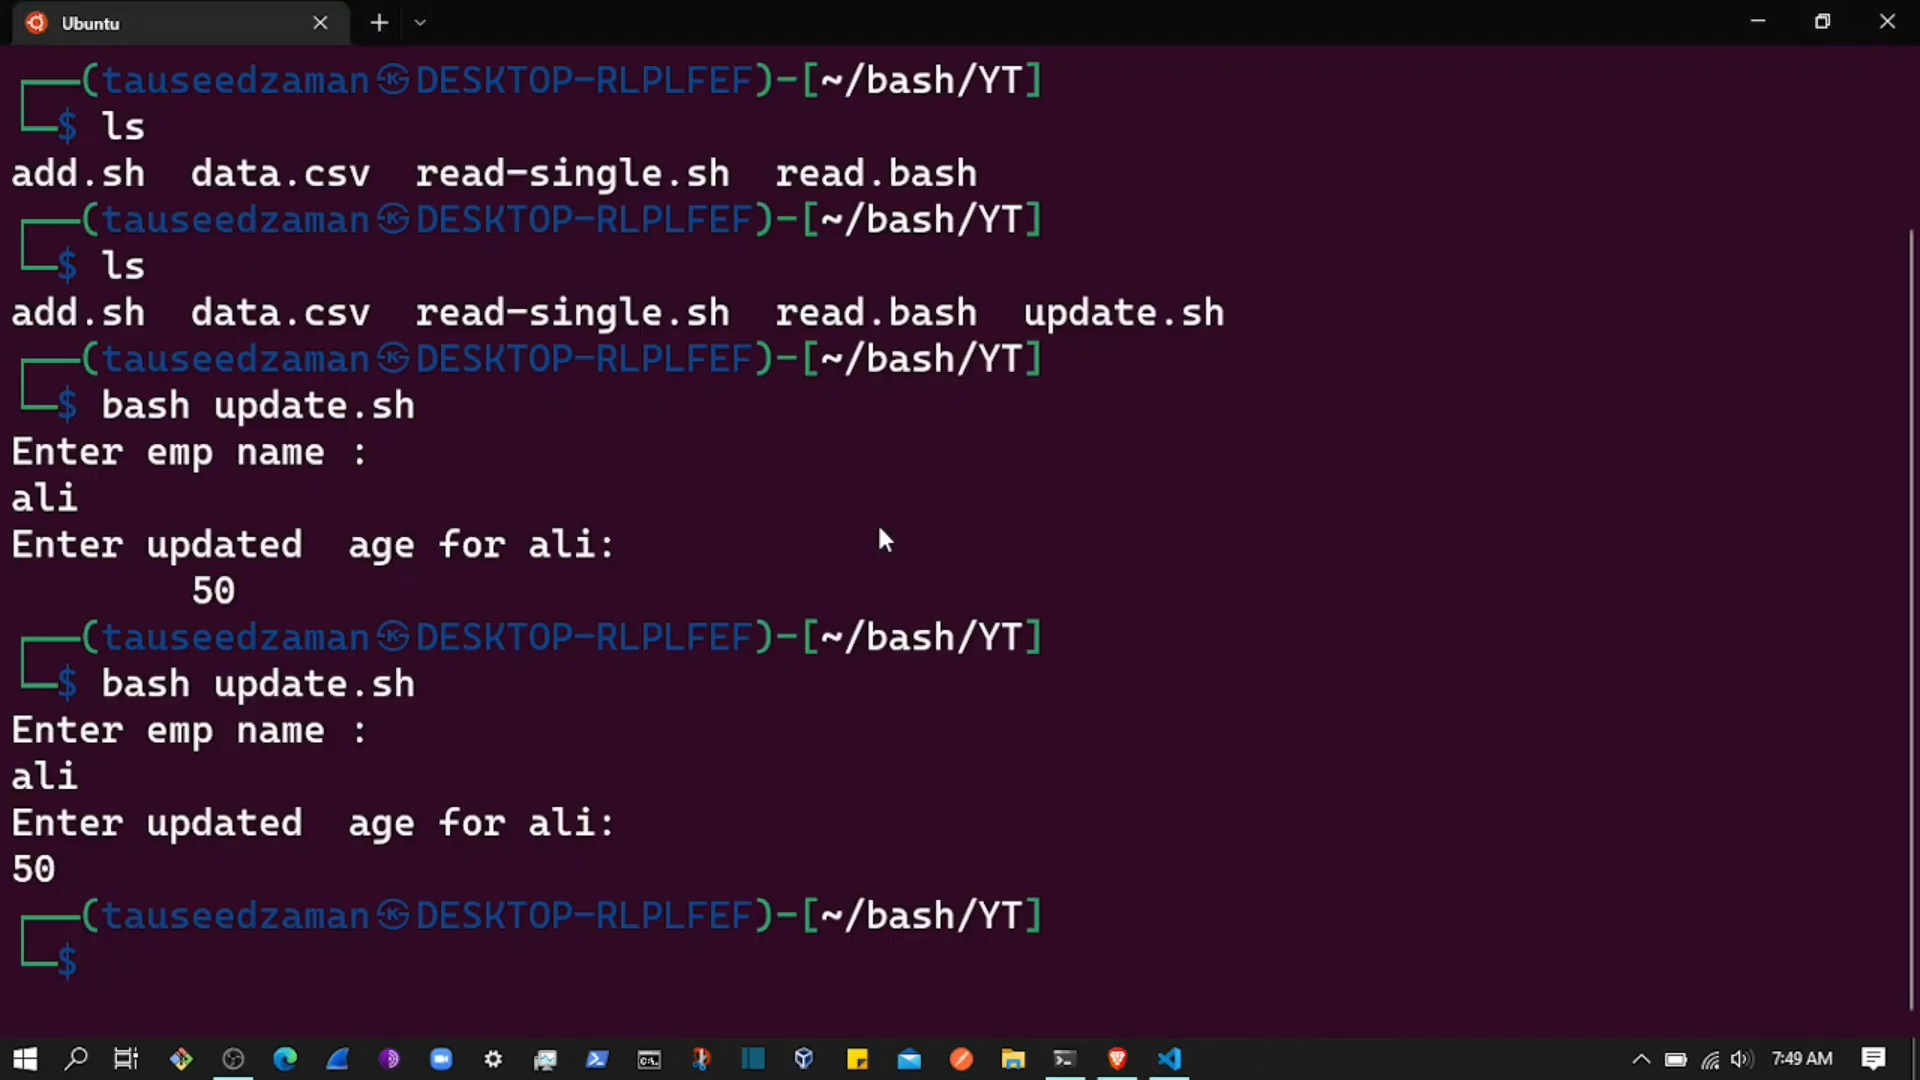 Ubuntu
(tauseedzaman㉿DESKTOP-RLPLFEF)-[~/bash/YT]
$ ls
add.sh  data.csv  read-single.sh  read.bash
(tauseedzaman㉿DESKTOP-RLPLFEF)-[~/bash/YT]
$ ls
add.sh  data.csv  read-single.sh  read.bash  update.sh
(tauseedzaman㉿DESKTOP-RLPLFEF)-[~/bash/YT]
$ bash update.sh
Enter emp name :
ali
Enter updated  age for ali:
        50
(tauseedzaman㉿DESKTOP-RLPLFEF)-[~/bash/YT]
$ bash update.sh
Enter emp name :
ali
Enter updated  age for ali:
50
(tauseedzaman㉿DESKTOP-RLPLFEF)-[~/bash/YT]
$
7:49 AM